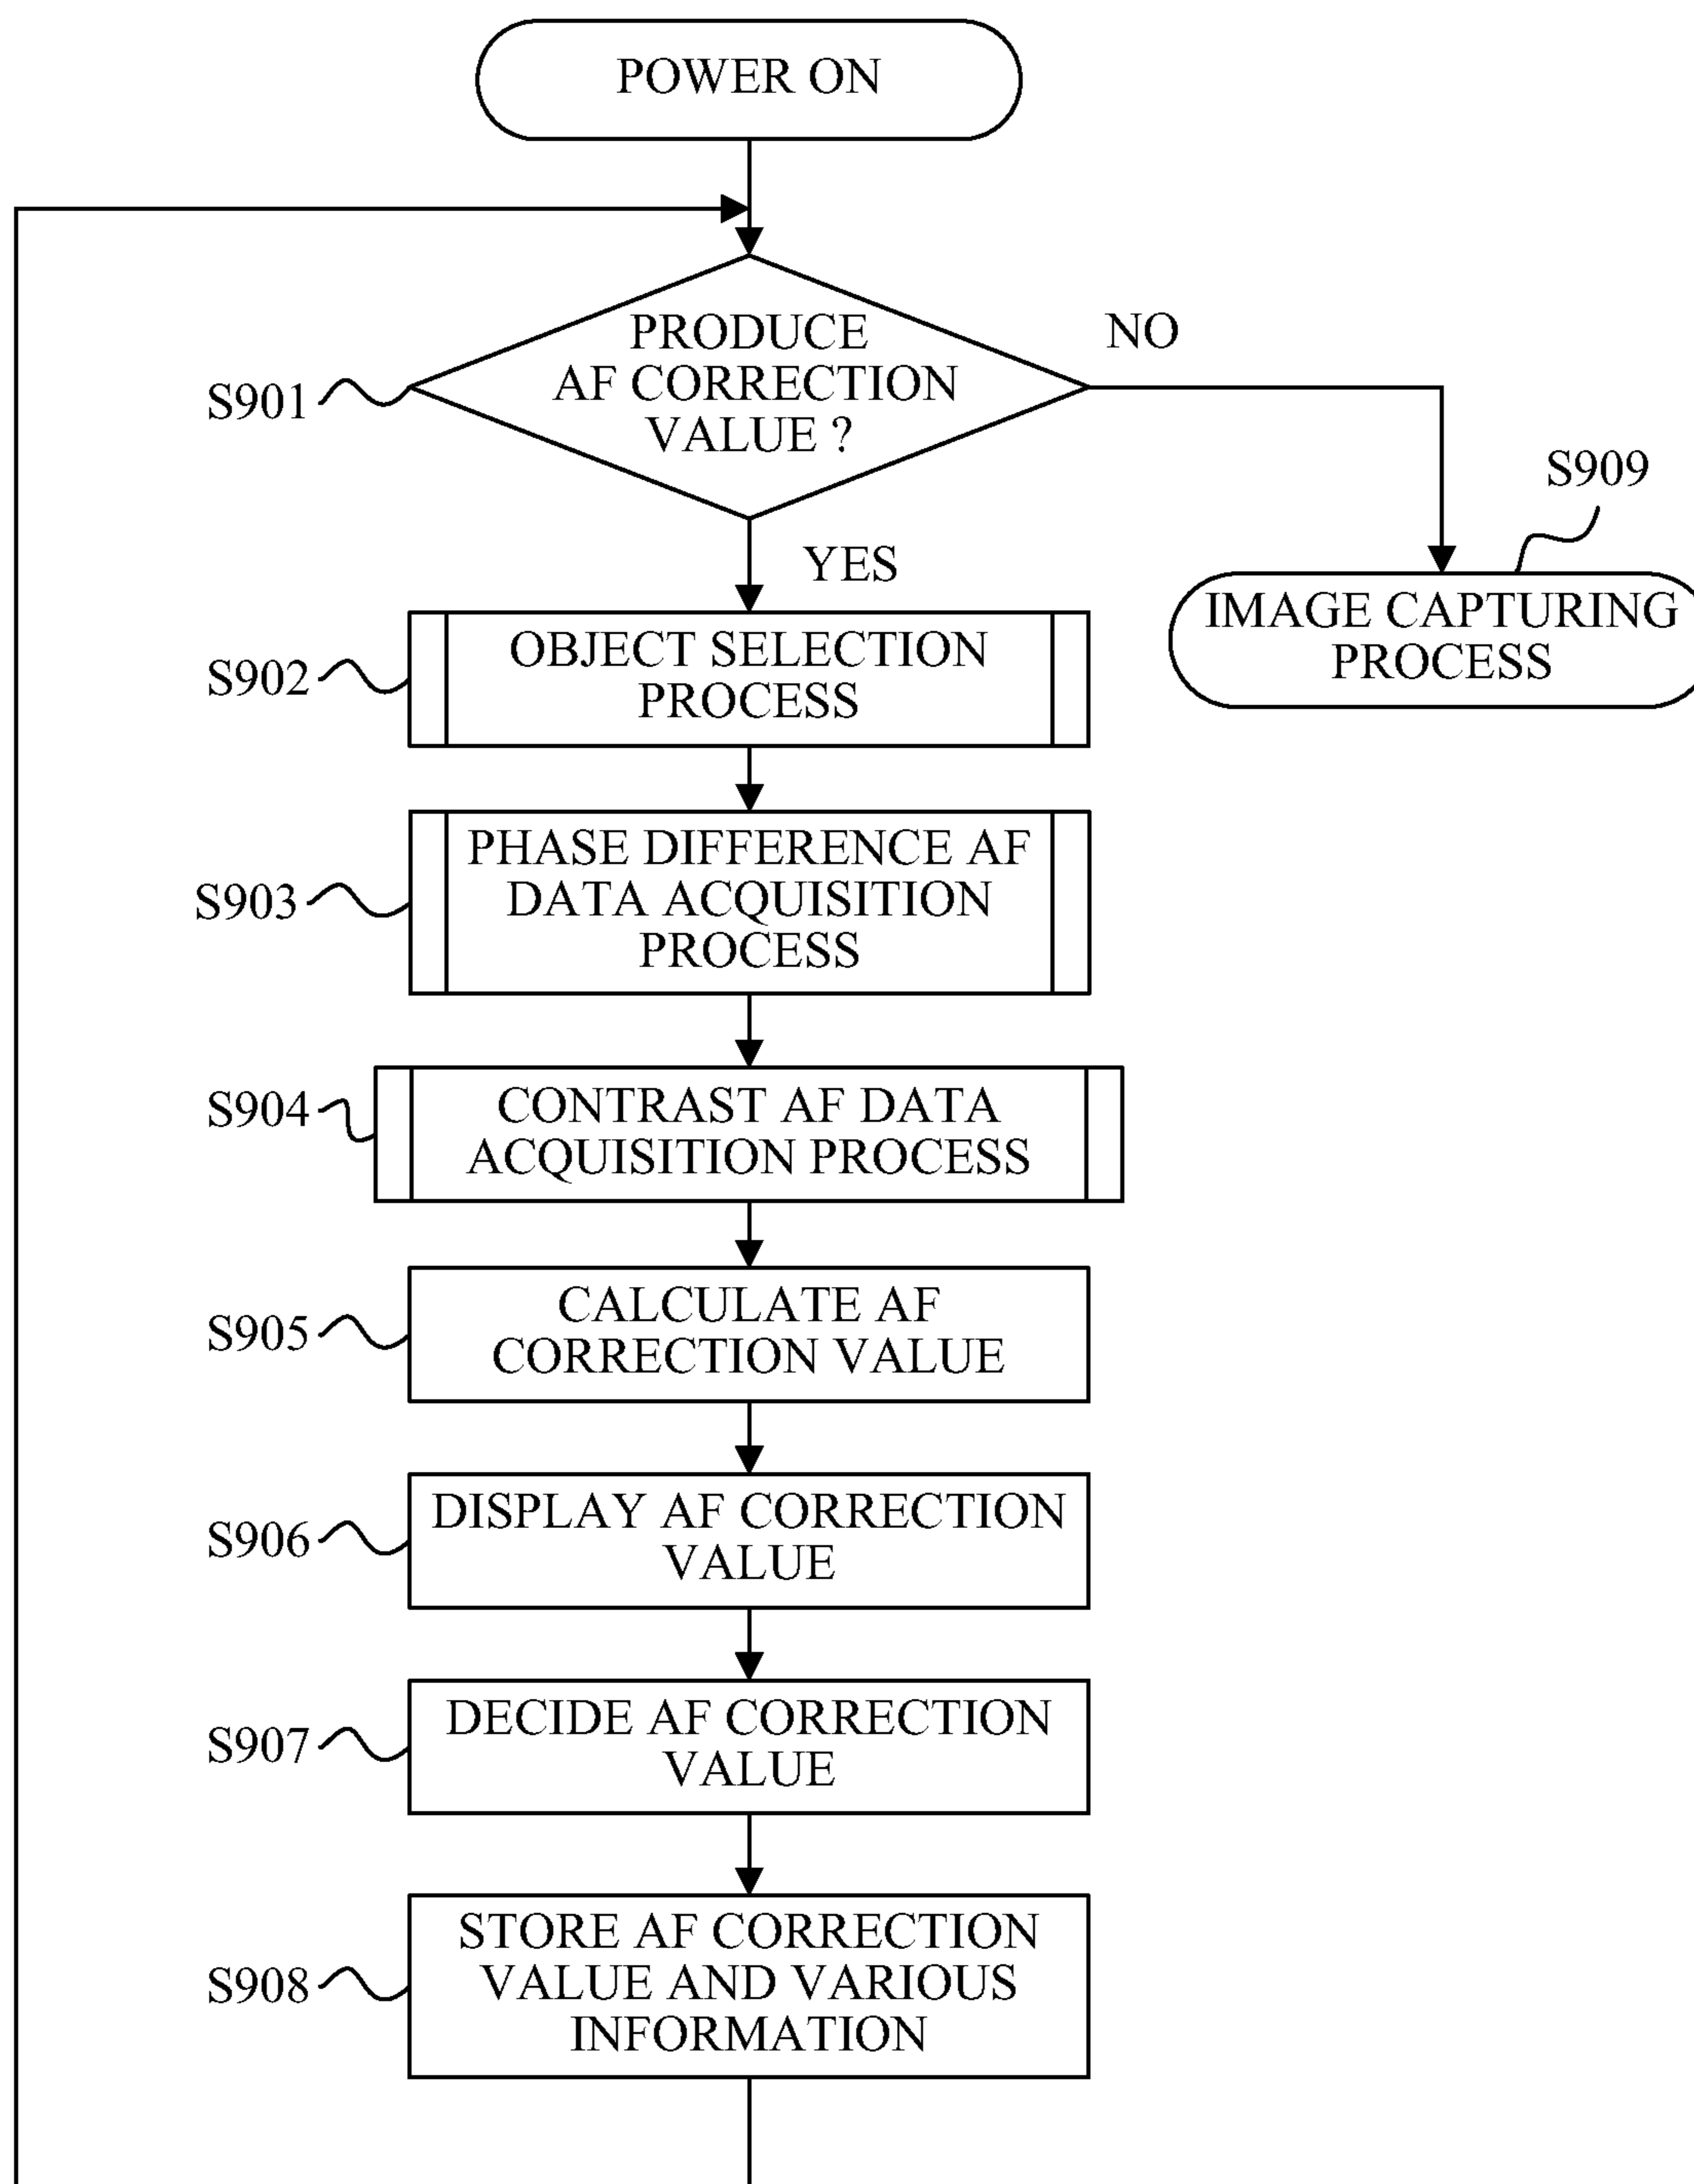 POWER ON
PRODUCE
AF CORRECTION
VALUE ?
NO
S901
S909
YES
IMAGE CAPTURING
PROCESS
OBJECT SELECTION
PROCESS
S902
PHASE DIFFERENCE AF
DATA ACQUISITION
PROCESS
S903
CONTRAST AF DATA
ACQUISITION PROCESS
S904
CALCULATE AF
CORRECTION VALUE
S905
DISPLAY AF CORRECTION
VALUE
S906
DECIDE AF CORRECTION
VALUE
S907
STORE AF CORRECTION
VALUE AND VARIOUS
INFORMATION
S908